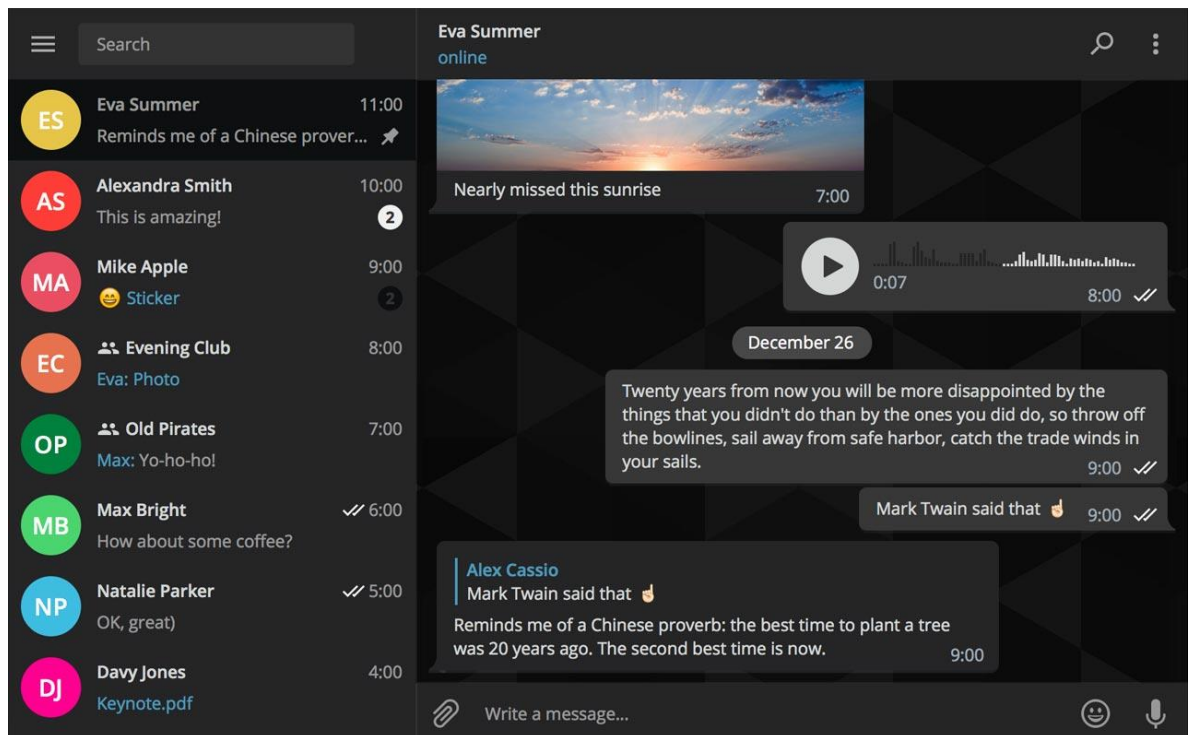 Search
ES
Eva Summer
11:00
Reminds me of a Chinese prover...
AS
Alexandra Smith
10:00
This is amazing!
2
MA
Mike Apple
9:00
😄 Sticker
2
EC
Evening Club
8:00
Eva: Photo
OP
Old Pirates
7:00
Max: Yo-ho-ho!
MB
Max Bright
6:00
How about some coffee?
NP
Natalie Parker
5:00
OK, great)
DJ
Davy Jones
4:00
Keynote.pdf
Eva Summer
online
Nearly missed this sunrise
7:00
0:07
8:00
December 26
Twenty years from now you will be more disappointed by the
things that you didn't do than by the ones you did do, so throw off
the bowlines, sail away from safe harbor, catch the trade winds in
your sails.
9:00
Mark Twain said that ☝🏻
9:00
Alex Cassio
Mark Twain said that ☝🏻
Reminds me of a Chinese proverb: the best time to plant a tree
was 20 years ago. The second best time is now.
9:00
Write a message...